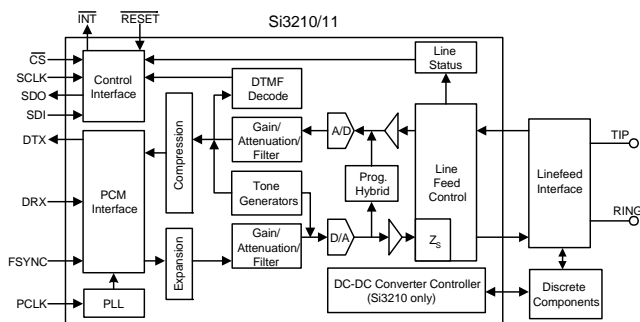 INT
RESET
Si3210/11
CS
SCLK
SDO
SDI
DTX
DRX
FSYNC
PCLK
Control
Interface
PCM
Interface
PLL
Compression
Expansion
DTMF
Decode
Gain/
Attenuation/
Filter
Tone
Generators
Gain/
Attenuation/
Filter
A/D
D/A
Prog.
Hybrid
Line
Status
Line
Feed
Control
ZS
DC-DC Converter Controller
(Si3210 only)
Linefeed
Interface
Discrete
Components
TIP
RING